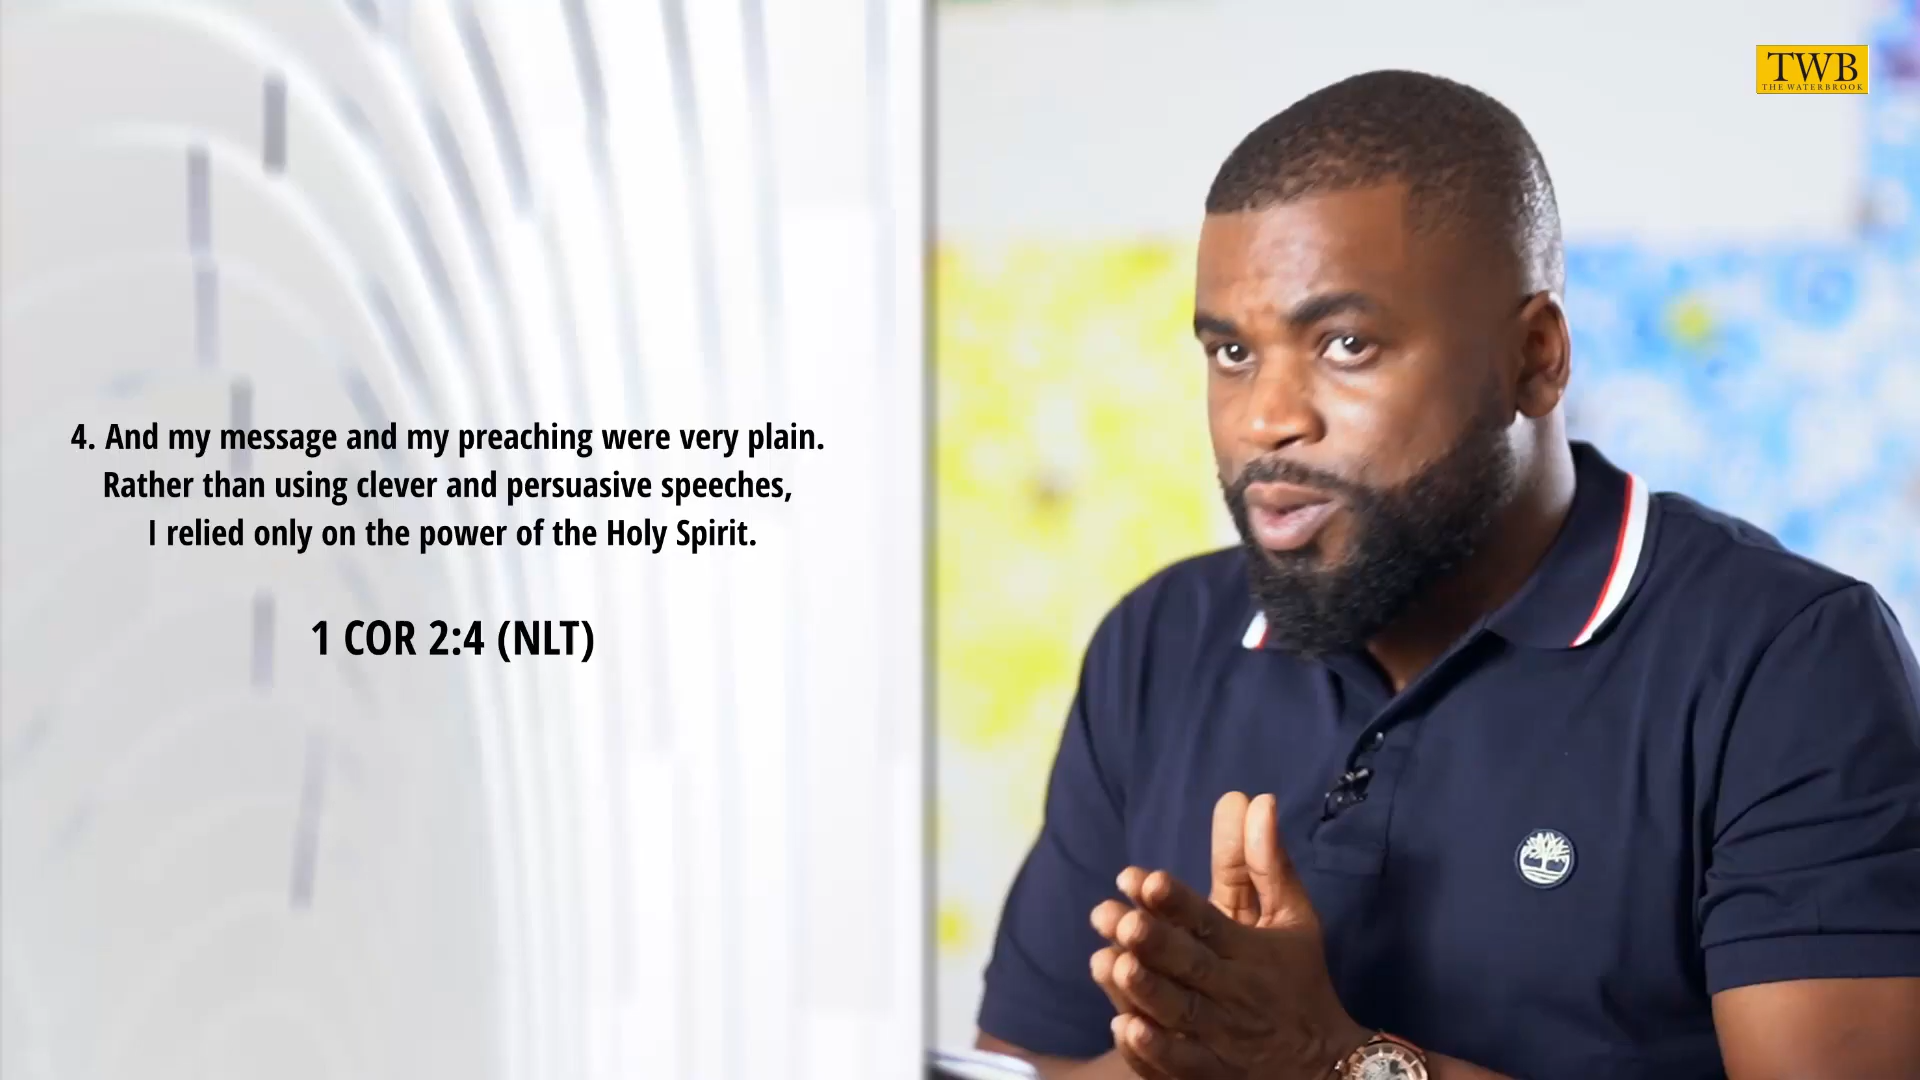 TWB
THE WATERBROOK
4. And my message and my preaching were very plain.
Rather than using clever and persuasive speeches,
I relied only on the power of the Holy Spirit.
1 COR 2:4 (NLT)